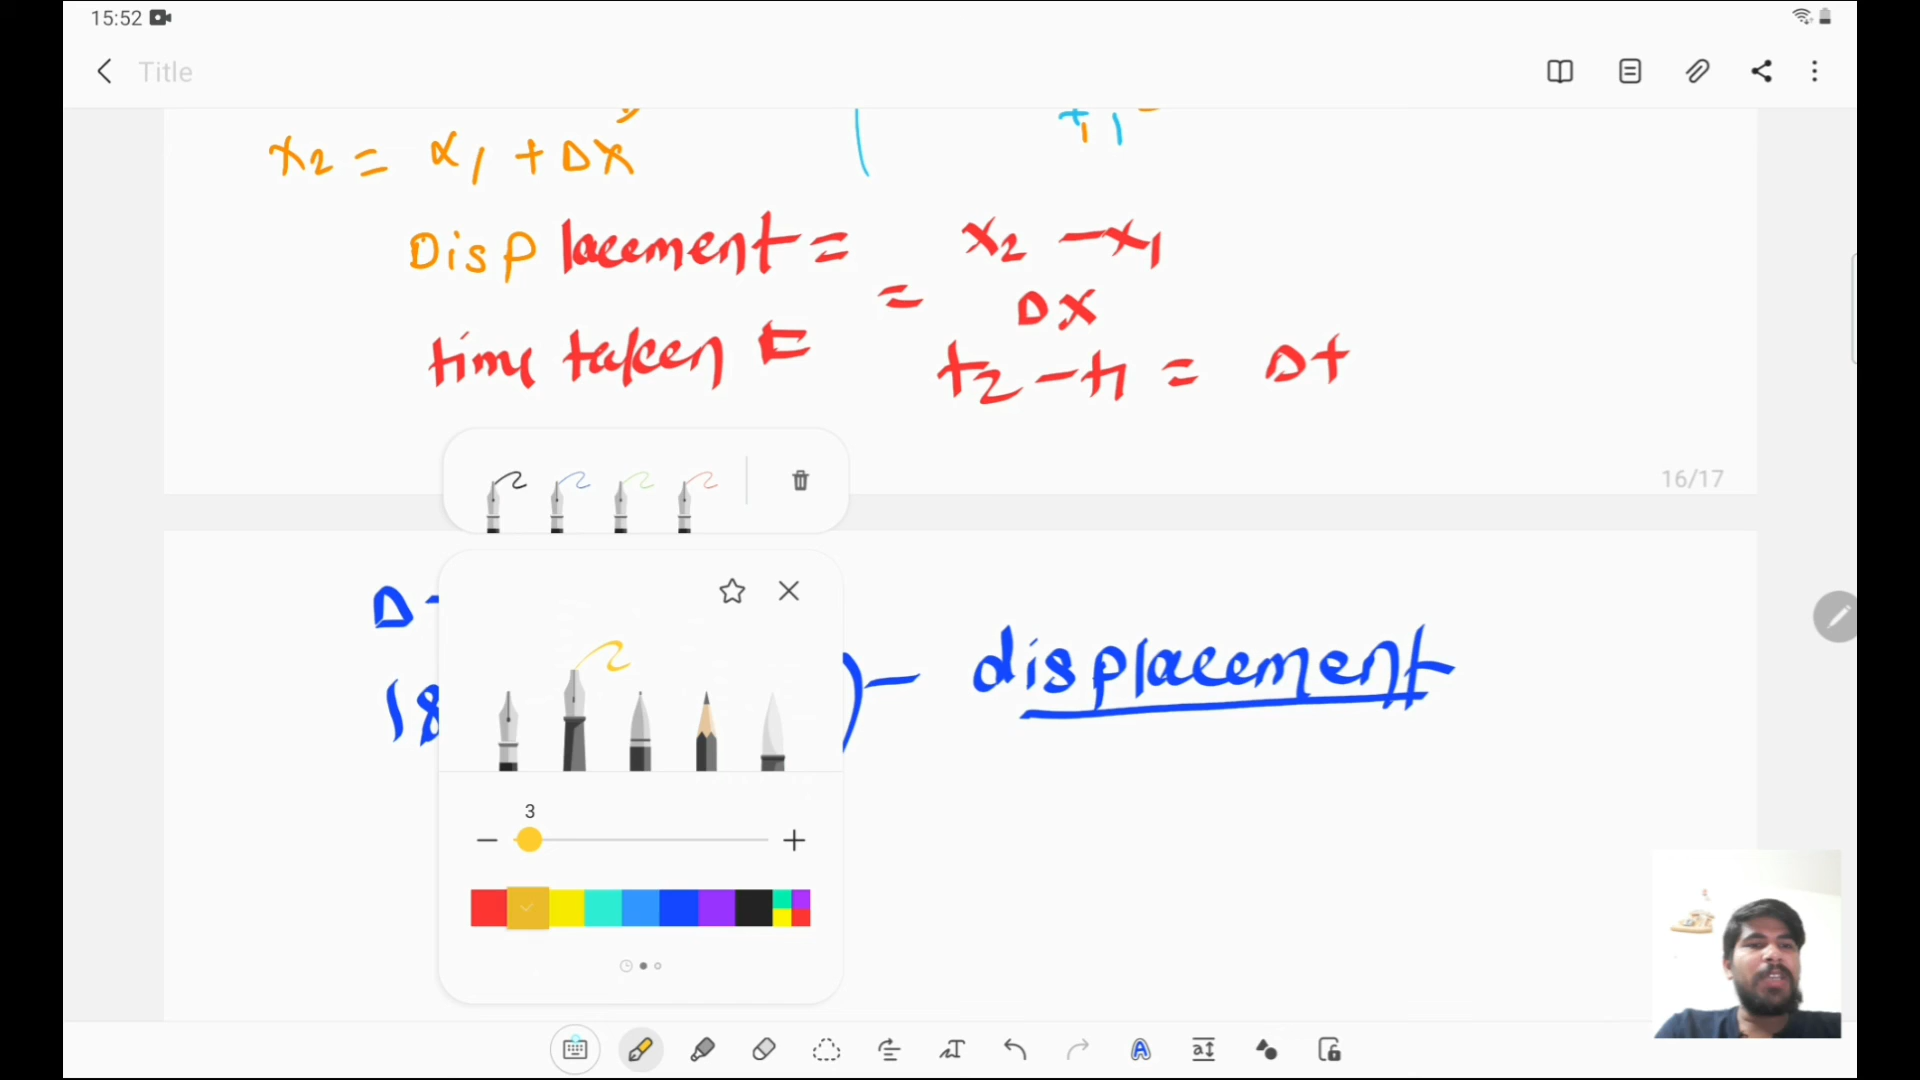 15:52
Title
x2 = x1 + Δx
t1
Displacement = x2 - x1
= Δx
time taken = t2 - t1 = Δt
16/17
displacement
3